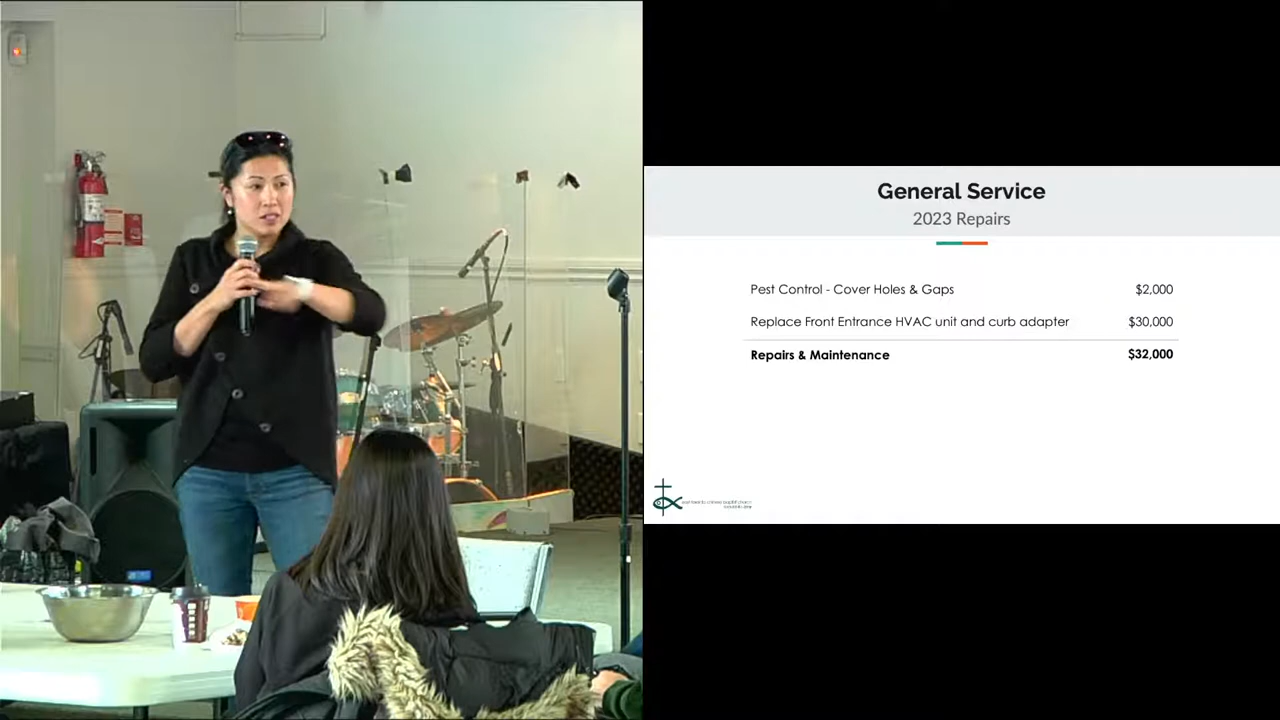 General Service
2023 Repairs
Pest Control - Cover Holes & Gaps $2,000
Replace Front Entrance HVAC unit and curb adapter $30,000
Repairs & Maintenance $32,000